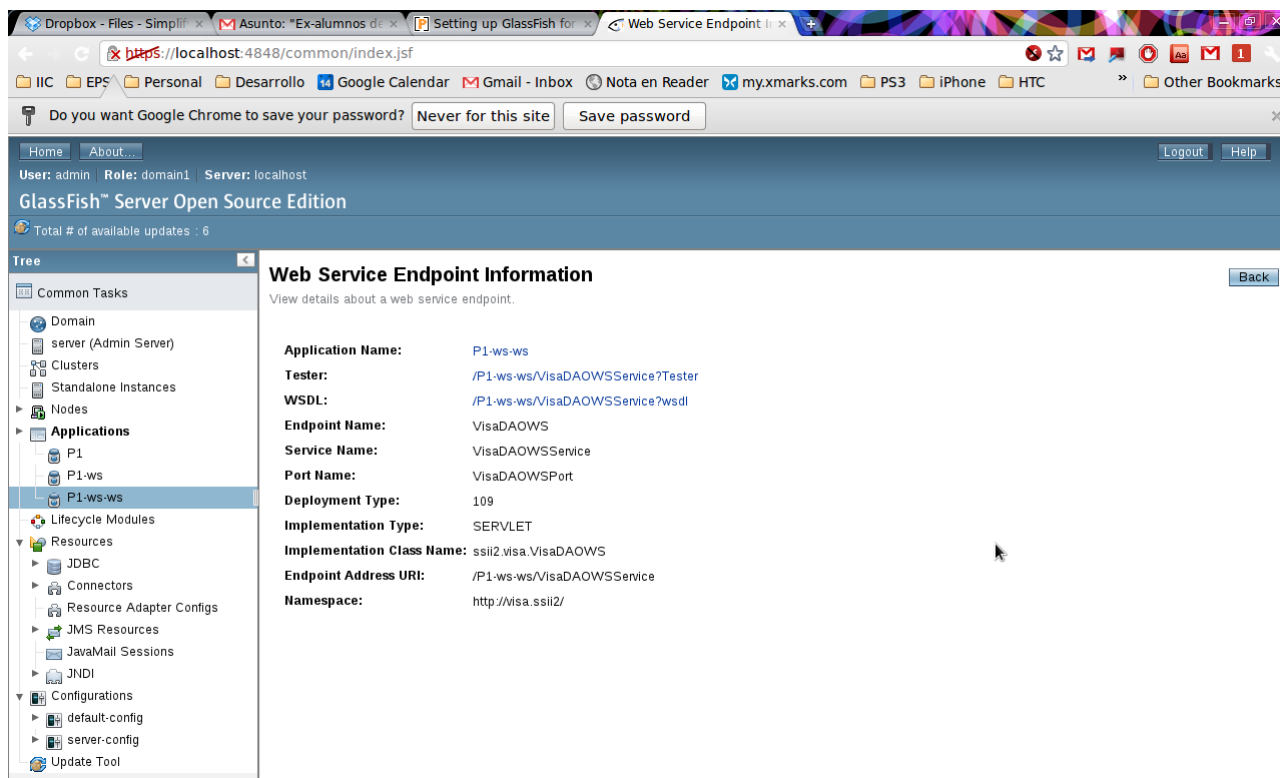 Dropbox - Files - Simplif
Asunto: "Ex-alumnos de
Setting up GlassFish for
Web Service Endpoint I
https://localhost:4848/common/index.jsf
IIC EPS Personal Desarrollo Google Calendar Gmail - Inbox Nota en Reader my.xmarks.com PS3 iPhone HTC » Other Bookmarks
Do you want Google Chrome to save your password? Never for this site Save password
Home About... Logout Help
User: admin Role: domain1 Server: localhost
GlassFish™ Server Open Source Edition
Total # of available updates : 6
Tree
Common Tasks
Domain
server (Admin Server)
Clusters
Standalone Instances
Nodes
Applications
P1
P1-ws
P1-ws-ws
Lifecycle Modules
Resources
JDBC
Connectors
Resource Adapter Configs
JMS Resources
JavaMail Sessions
JNDI
Configurations
default-config
server-config
Update Tool
Web Service Endpoint Information
Back
View details about a web service endpoint.
Application Name: P1-ws-ws
Tester: /P1-ws-ws/VisaDAOWSService?Tester
WSDL: /P1-ws-ws/VisaDAOWSService?wsdl
Endpoint Name: VisaDAOWS
Service Name: VisaDAOWSService
Port Name: VisaDAOWSPort
Deployment Type: 109
Implementation Type: SERVLET
Implementation Class Name: ssii2.visa.VisaDAOWS
Endpoint Address URI: /P1-ws-ws/VisaDAOWSService
Namespace: http://visa.ssii2/